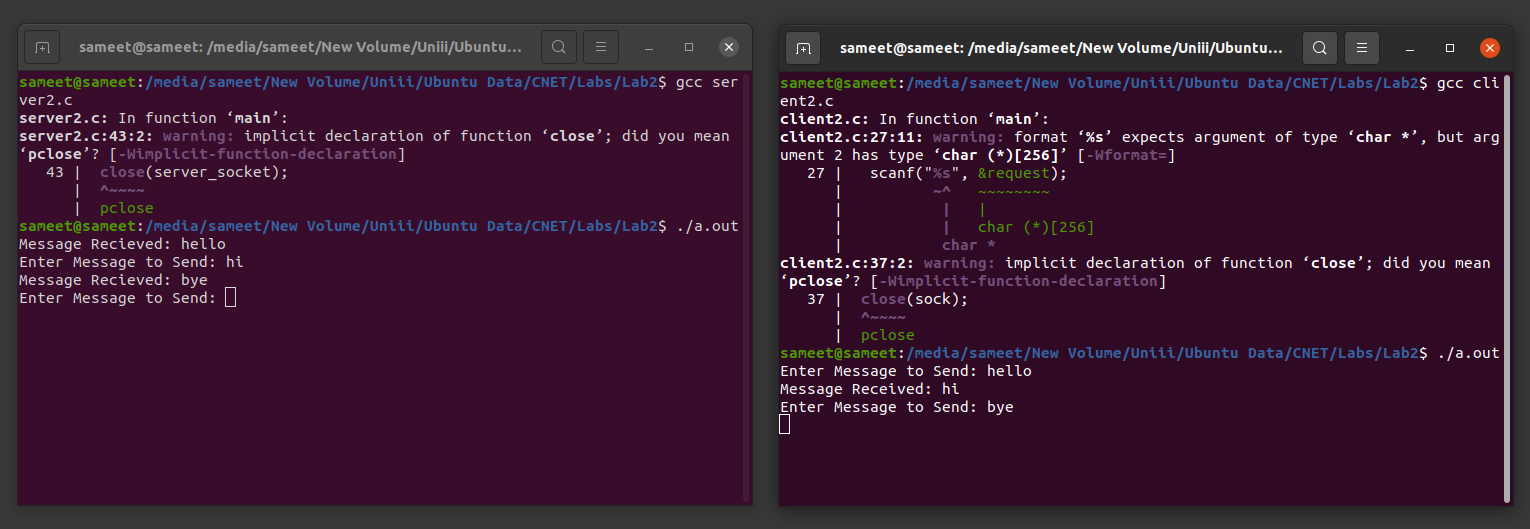 sameet@sameet: /media/sameet/New Volume/Uniii/Ubuntu...
sameet@sameet:/media/sameet/New Volume/Uniii/Ubuntu Data/CNET/Labs/Lab2$ gcc ser
ver2.c
server2.c: In function ‘main’:
server2.c:43:2: warning: implicit declaration of function ‘close’; did you mean
‘pclose’? [-Wimplicit-function-declaration]
   43 |  close(server_socket);
      |  ^~~~~
      |  pclose
sameet@sameet:/media/sameet/New Volume/Uniii/Ubuntu Data/CNET/Labs/Lab2$ ./a.out
Message Recieved: hello
Enter Message to Send: hi
Message Recieved: bye
Enter Message to Send:
sameet@sameet: /media/sameet/New Volume/Uniii/Ubuntu...
sameet@sameet:/media/sameet/New Volume/Uniii/Ubuntu Data/CNET/Labs/Lab2$ gcc cli
ent2.c
client2.c: In function ‘main’:
client2.c:27:11: warning: format ‘%s’ expects argument of type ‘char *’, but arg
ument 2 has type ‘char (*)[256]’ [-Wformat=]
   27 |   scanf("%s", &request);
      |          ~^   ~~~~~~~~
      |           |   |
      |           |   char (*)[256]
      |           char *
client2.c:37:2: warning: implicit declaration of function ‘close’; did you mean
‘pclose’? [-Wimplicit-function-declaration]
   37 |  close(sock);
      |  ^~~~~
      |  pclose
sameet@sameet:/media/sameet/New Volume/Uniii/Ubuntu Data/CNET/Labs/Lab2$ ./a.out
Enter Message to Send: hello
Message Received: hi
Enter Message to Send: bye